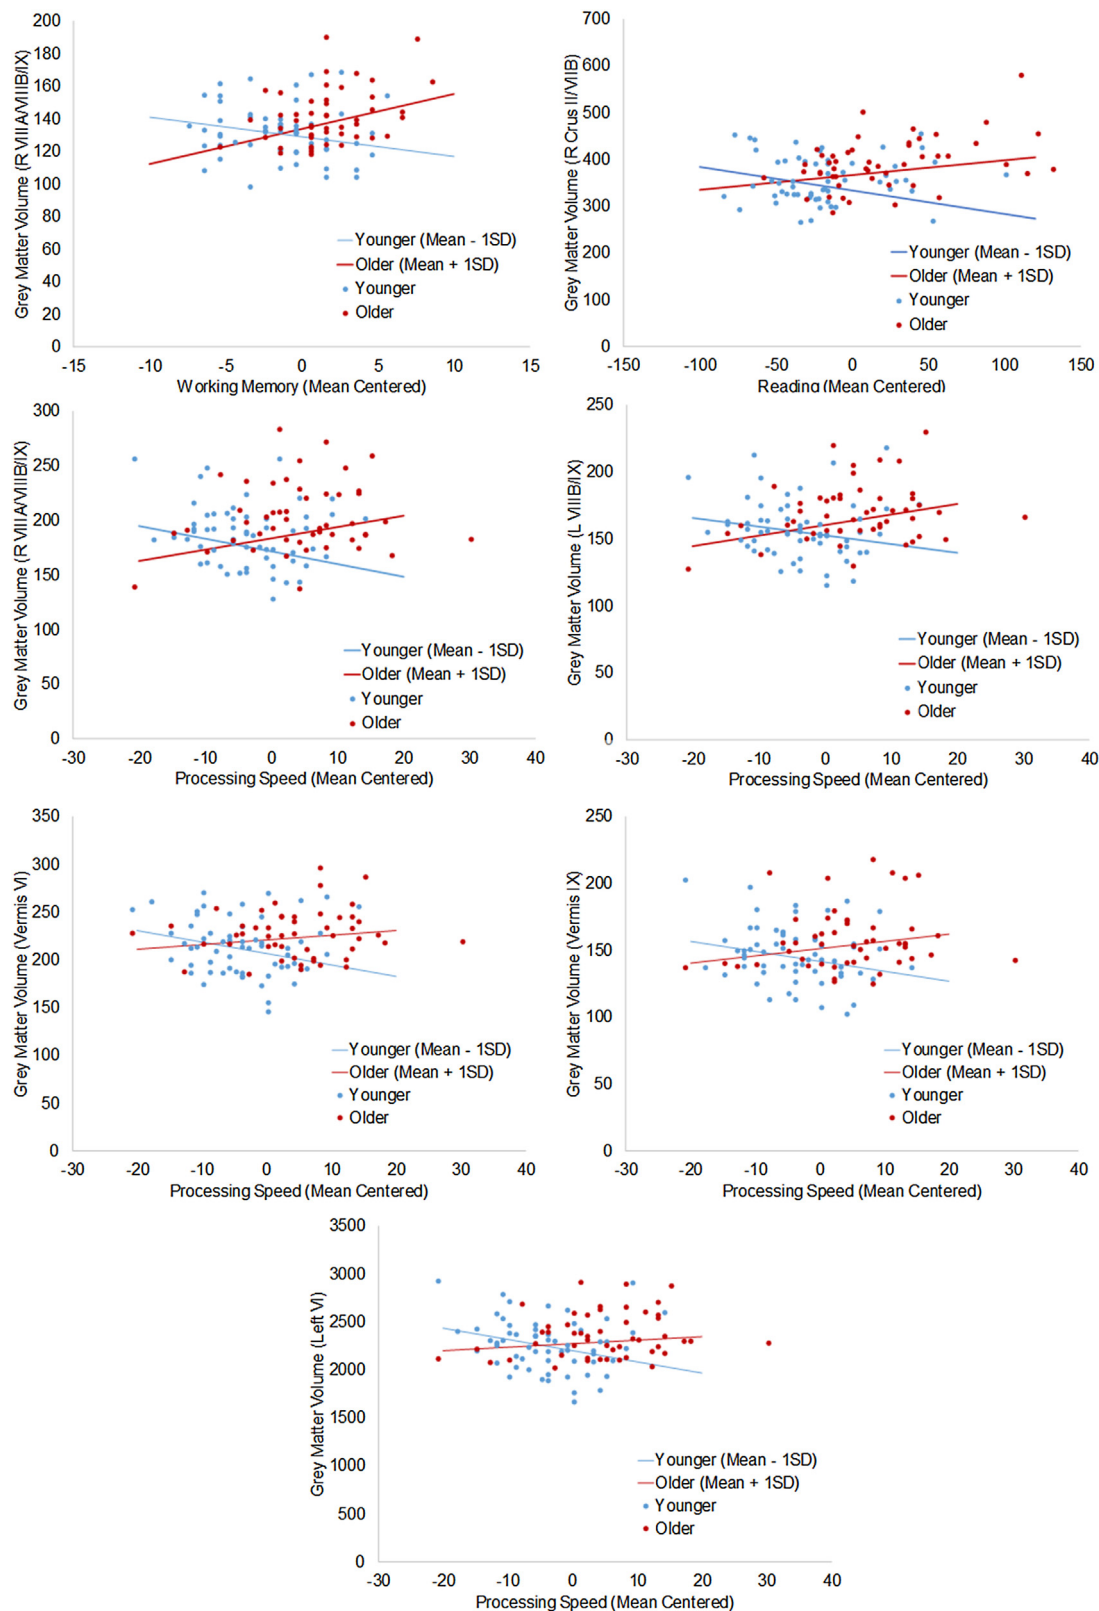 Grey Matter Volume (R VIIIA/VIIIB/IX)
200
180
160
140
120
100
80
60
40
20
0
Younger (Mean - 1SD)
Older (Mean + 1SD)
Younger
Older
-15 -10 -5 0 5 10 15
Working Memory (Mean Centered)
Grey Matter Volume (R Crus II/VIIB)
700
600
500
400
300
200
100
0
Younger (Mean - 1SD)
Older (Mean + 1SD)
Younger
Older
-150 -100 -50 0 50 100 150
Reading (Mean Centered)
Grey Matter Volume (R VIIIA/VIIIB/IX)
300
250
200
150
100
50
0
Younger (Mean - 1SD)
Older (Mean + 1SD)
Younger
Older
-30 -20 -10 0 10 20 30 40
Processing Speed (Mean Centered)
Grey Matter Volume (L VIIIB/IX)
250
200
150
100
50
0
Younger (Mean - 1SD)
Older (Mean + 1SD)
Younger
Older
-30 -20 -10 0 10 20 30 40
Processing Speed (Mean Centered)
Grey Matter Volume (Vermis VI)
350
300
250
200
150
100
50
0
Younger (Mean - 1SD)
Older (Mean + 1SD)
Younger
Older
-30 -20 -10 0 10 20 30 40
Processing Speed (Mean Centered)
Grey Matter Volume (Vermis IX)
250
200
150
100
50
0
Younger (Mean - 1SD)
Older (Mean + 1SD)
Younger
Older
-30 -20 -10 0 10 20 30 40
Processing Speed (Mean Centered)
Grey Matter Volume (Left VI)
3500
3000
2500
2000
1500
1000
500
0
Younger (Mean - 1SD)
Older (Mean + 1SD)
Younger
Older
-30 -20 -10 0 10 20 30 40
Processing Speed (Mean Centered)